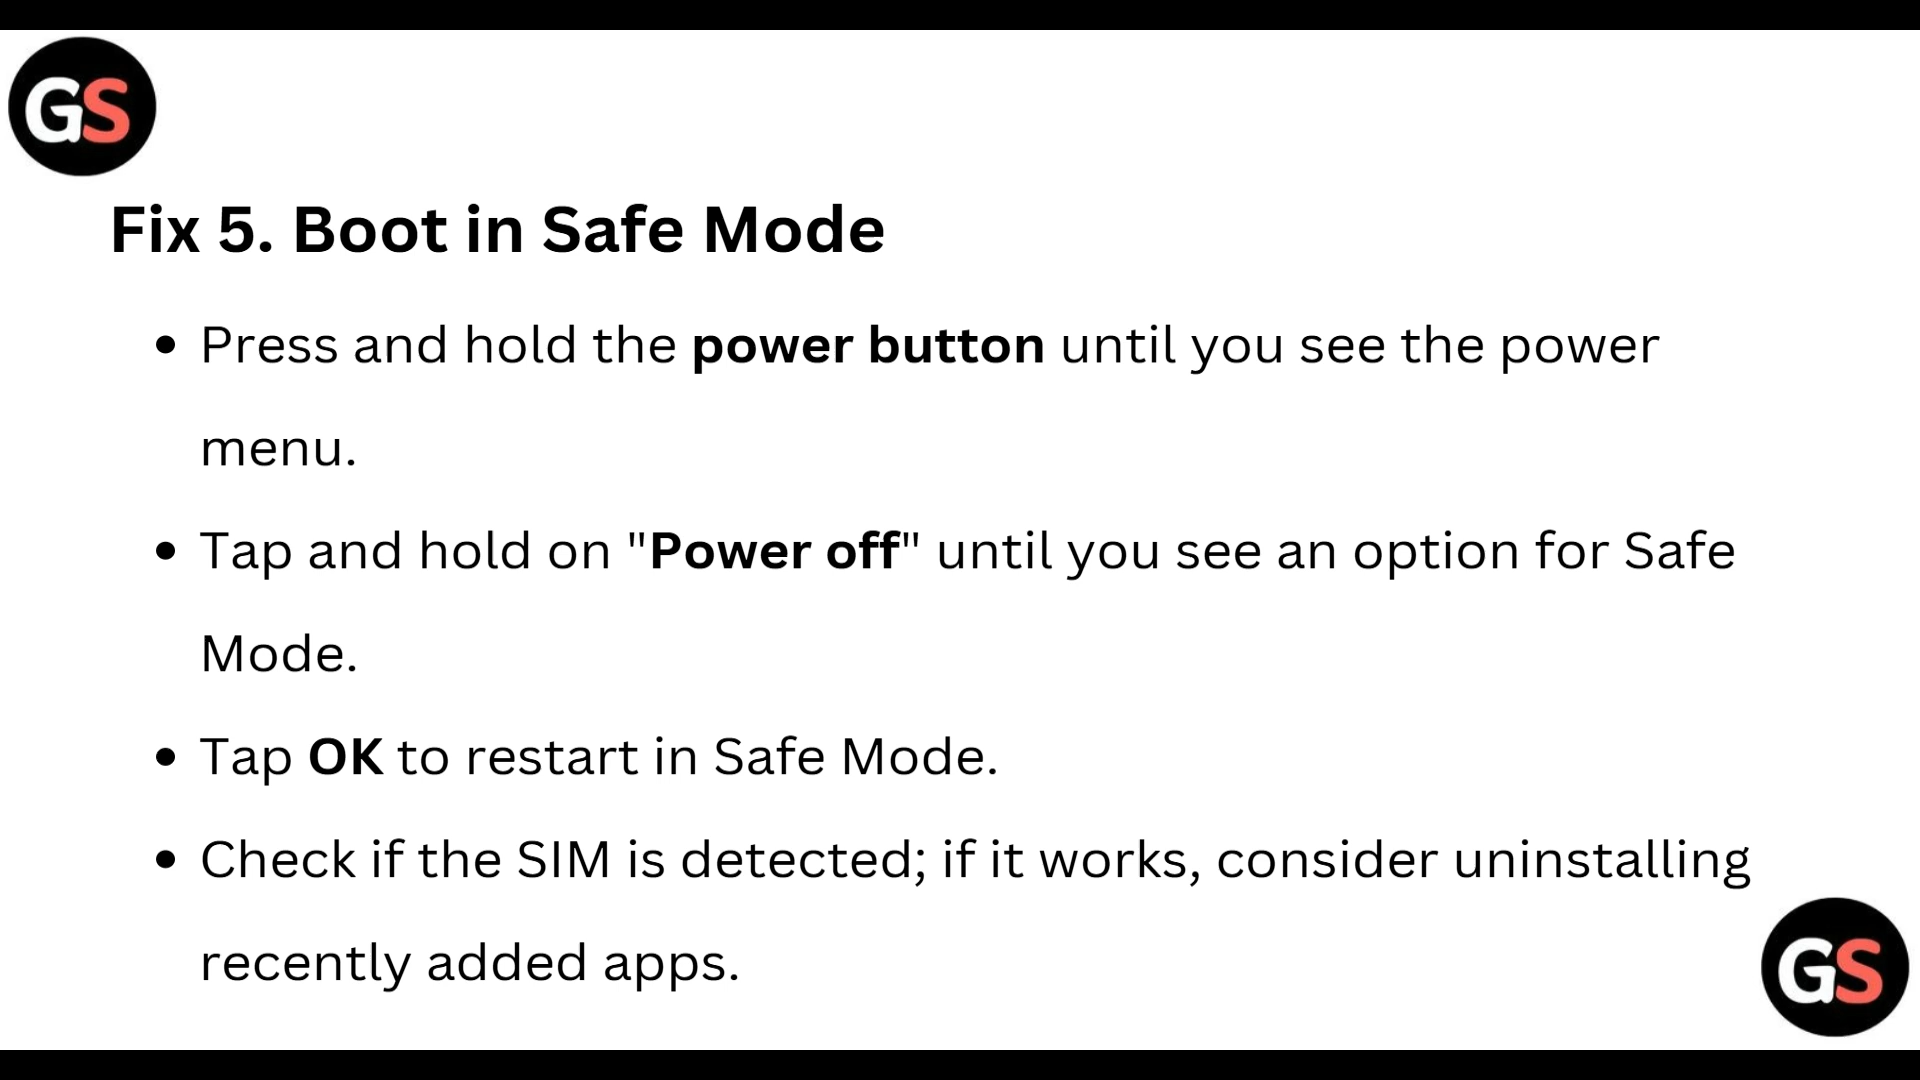 GS
Fix 5. Boot in Safe Mode
• Press and hold the power button until you see the power
menu.
• Tap and hold on "Power off" until you see an option for Safe
Mode.
• Tap OK to restart in Safe Mode.
• Check if the SIM is detected; if it works, consider uninstalling
recently added apps.
GS